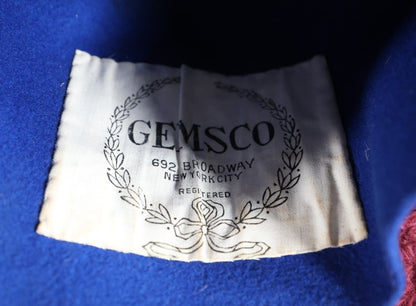 GEMSCO
692 BROADWAY
NEW YORK CITY
REGISTERED